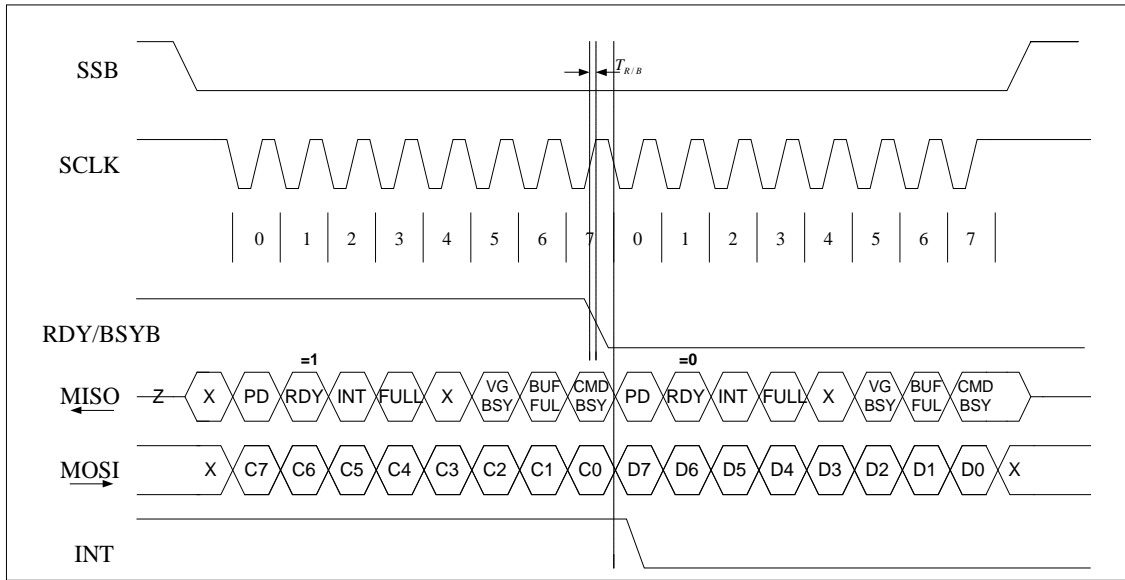 SSB
T R/B
SCLK
0 1 2 3 4 5 6 7 0 1 2 3 4 5 6 7
RDY/BSYB
=1 =0
MISO Z X PD RDY INT FULL X VG BSY BUF FUL CMD BSY PD RDY INT FULL X VG BSY BUF FUL CMD BSY
MOSI X C7 C6 C5 C4 C3 C2 C1 C0 D7 D6 D5 D4 D3 D2 D1 D0 X
INT